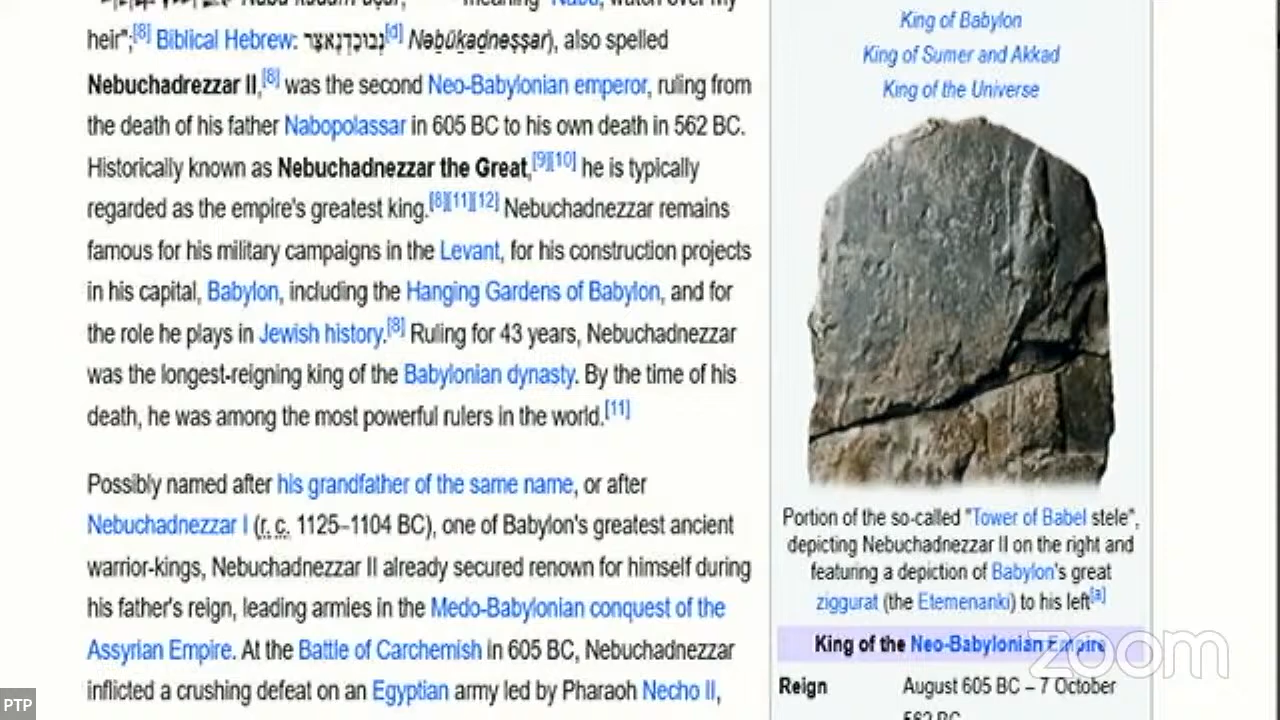 meaning "Nabu, watch over my
heir";[8] Biblical Hebrew: נְבוּכַדְנֶאצַּר[d] Nəḇūḵaḏneʾṣṣar), also spelled
Nebuchadrezzar II,[8] was the second Neo-Babylonian emperor, ruling from
the death of his father Nabopolassar in 605 BC to his own death in 562 BC.
Historically known as Nebuchadnezzar the Great,[9][10] he is typically
regarded as the empire's greatest king.[8][11][12] Nebuchadnezzar remains
famous for his military campaigns in the Levant, for his construction projects
in his capital, Babylon, including the Hanging Gardens of Babylon, and for
the role he plays in Jewish history.[8] Ruling for 43 years, Nebuchadnezzar
was the longest-reigning king of the Babylonian dynasty. By the time of his
death, he was among the most powerful rulers in the world.[11]
Possibly named after his grandfather of the same name, or after
Nebuchadnezzar I (r. c. 1125–1104 BC), one of Babylon's greatest ancient
warrior-kings, Nebuchadnezzar II already secured renown for himself during
his father's reign, leading armies in the Medo-Babylonian conquest of the
Assyrian Empire. At the Battle of Carchemish in 605 BC, Nebuchadnezzar
inflicted a crushing defeat on an Egyptian army led by Pharaoh Necho II,
King of Babylon
King of Sumer and Akkad
King of the Universe
Portion of the so-called "Tower of Babel stele",
depicting Nebuchadnezzar II on the right and
featuring a depiction of Babylon's great
ziggurat (the Etemenanki) to his left[a]
King of the Neo-Babylonian Empire
Reign August 605 BC – 7 October
562 BC
zoom
PTP